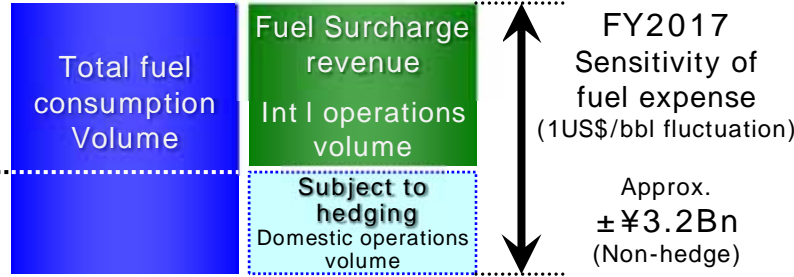 Total fuel
consumption
Volume
Fuel Surcharge
revenue
Int l operations
volume
Subject to
hedging
Domestic operations
volume
FY2017
Sensitivity of
fuel expense
(1US$/bbl fluctuation)
Approx.
±¥3.2Bn
(Non-hedge)